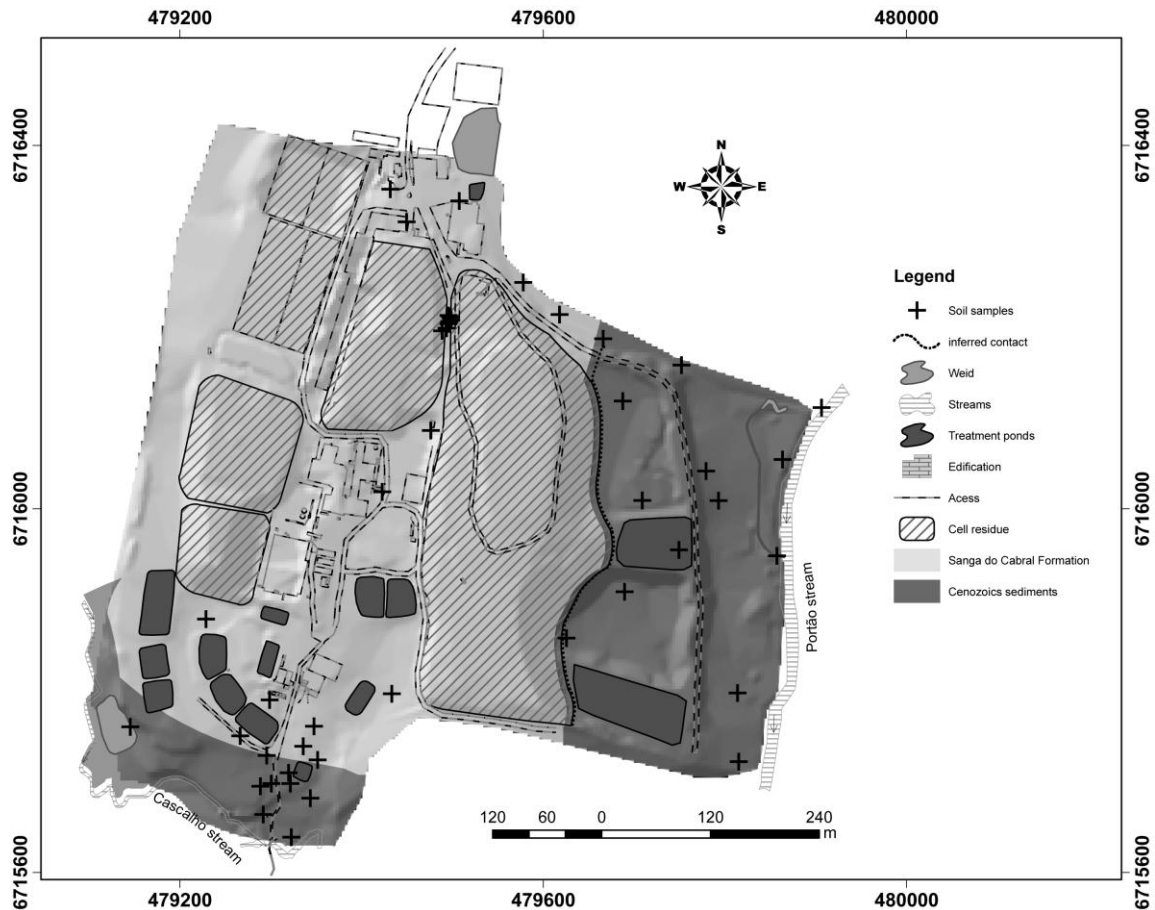 479200 479600 480000
6716400 6716400
N
W E
S
Legend
Soil samples
inferred contact
Weid
Streams
Treatment ponds
Edification
Acess
Cell residue
Sanga do Cabral Formation
Cenozoics sediments
6716000 6716000
Portão stream
Cascalho stream
120 60 0 120 240
m
6715600 6715600
479200 479600 480000